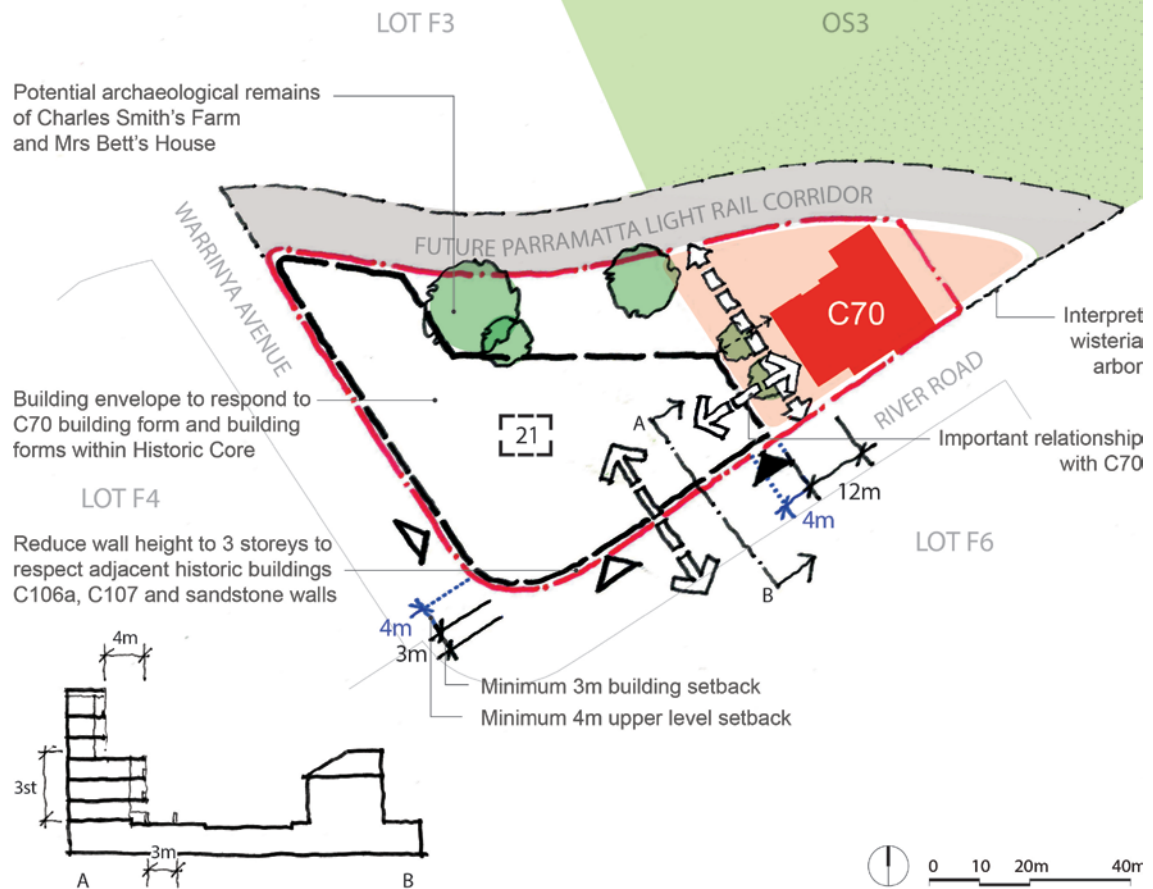 LOT F3
OS3
Potential archaeological remains
of Charles Smith's Farm
and Mrs Bett's House
WARRINYA AVENUE
FUTURE PARRAMATTA LIGHT RAIL CORRIDOR
C70
Interpret
wisteria
arbor
RIVER ROAD
Building envelope to respond to
C70 building form and building
forms within Historic Core
A
21
Important relationship
with C70
12m
4m
LOT F4
LOT F6
Reduce wall height to 3 storeys to
respect adjacent historic buildings
C106a, C107 and sandstone walls
B
4m
3m
4m
Minimum 3m building setback
Minimum 4m upper level setback
3st
3m
A
B
0 10 20m 40m